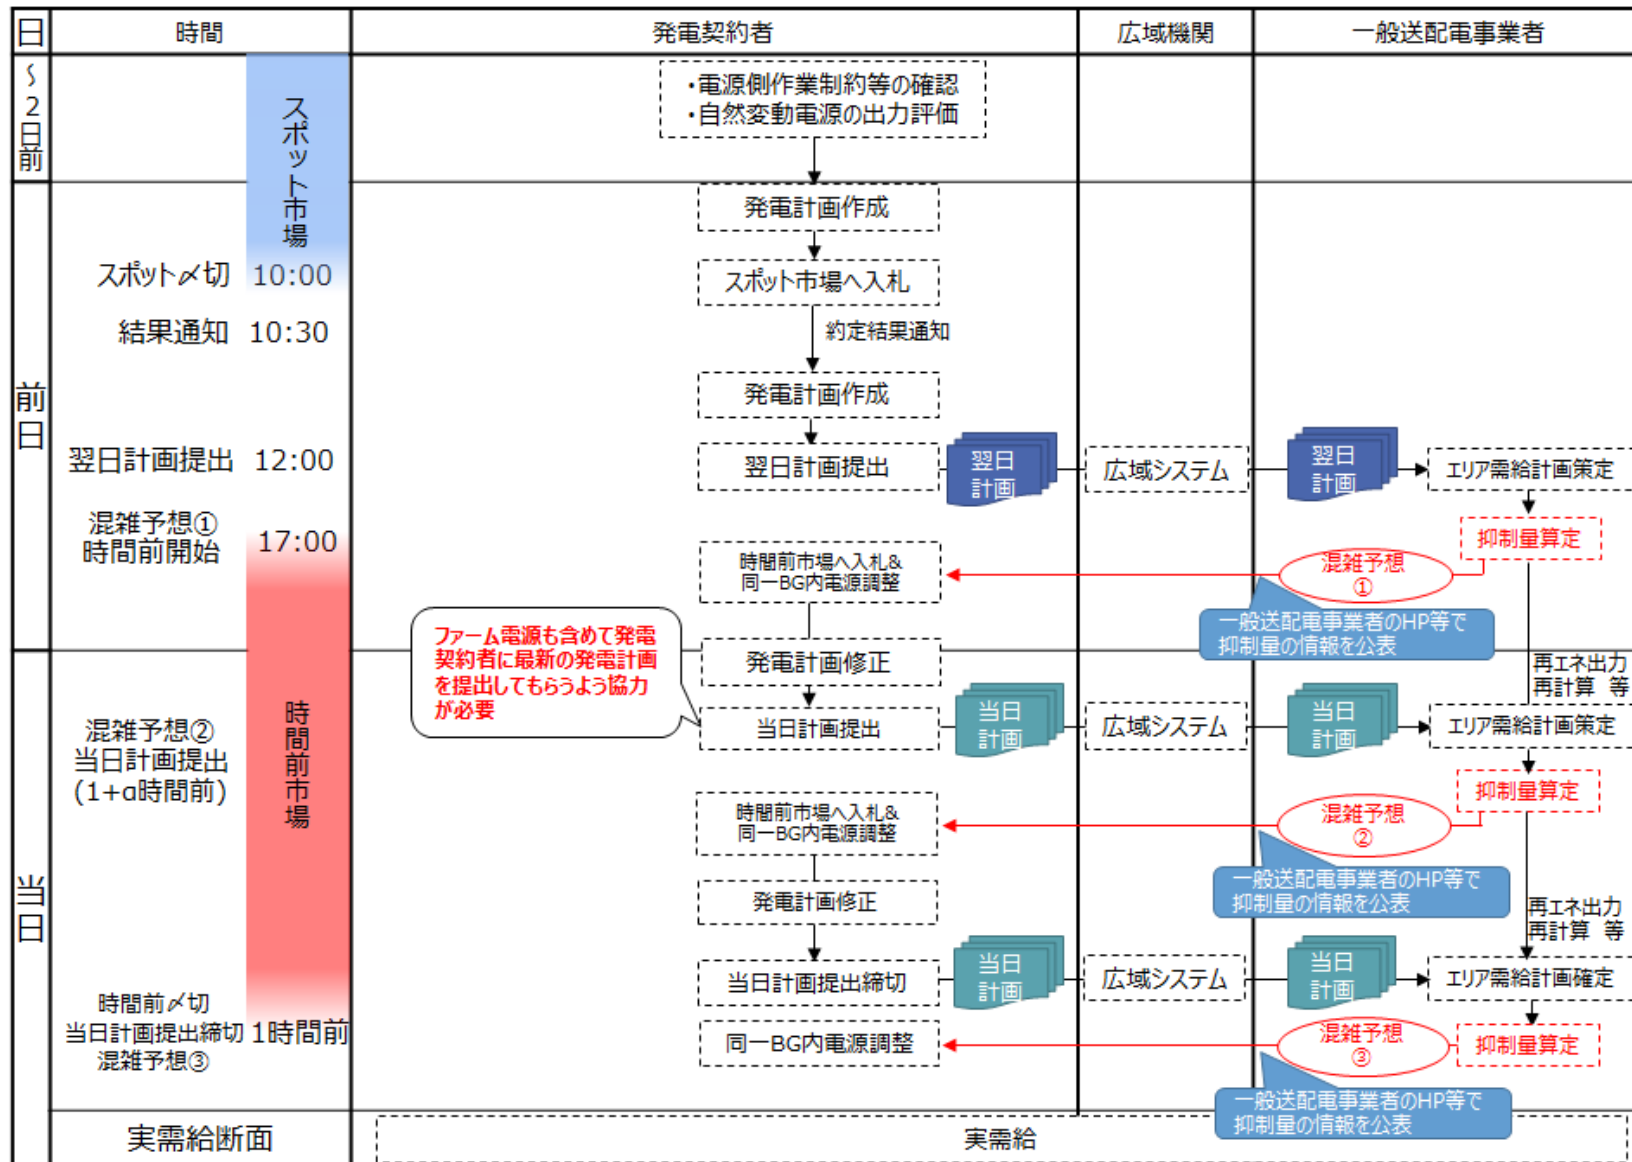 日
時間
発電契約者
広域機関
一般送配電事業者
～2日前
・電源側作業制約等の確認
・自然変動電源の出力評価
スポット市場
前日
発電計画作成
スポット〆切 10:00
スポット市場へ入札
結果通知 10:30
約定結果通知
発電計画作成
翌日計画提出 12:00
翌日計画提出
翌日
計画
広域システム
翌日
計画
エリア需給計画策定
混雑予想①
時間前開始
17:00
抑制量算定
混雑予想
①
時間前市場へ入札&
同一BG内電源調整
一般送配電事業者のHP等で
抑制量の情報を公表
ファーム電源も含めて発電
契約者に最新の発電計画
を提出してもらうよう協力
が必要
発電計画修正
再エネ出力
再計算 等
当日
時間前市場
混雑予想②
当日計画提出
(1+α時間前)
当日計画提出
当日
計画
広域システム
当日
計画
エリア需給計画策定
抑制量算定
混雑予想
②
時間前市場へ入札&
同一BG内電源調整
一般送配電事業者のHP等で
抑制量の情報を公表
発電計画修正
再エネ出力
再計算 等
当日計画提出締切
当日
計画
広域システム
当日
計画
エリア需給計画確定
時間前〆切
当日計画提出締切
混雑予想③
1時間前
同一BG内電源調整
混雑予想
③
抑制量算定
一般送配電事業者のHP等で
抑制量の情報を公表
実需給断面
実需給